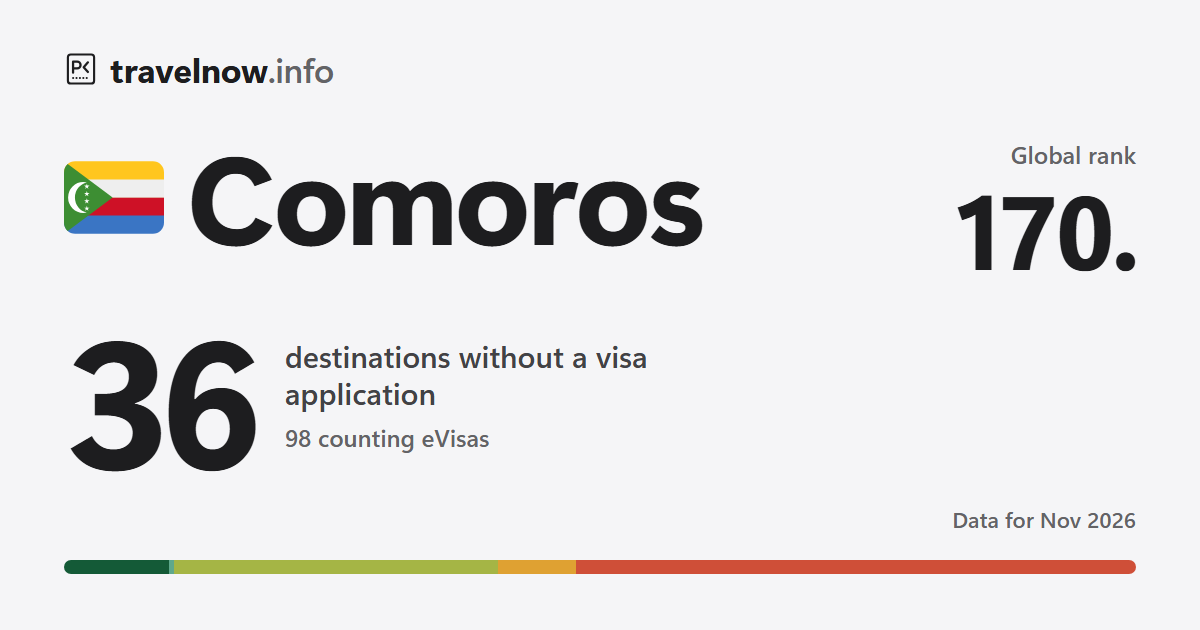 travelnow.info
Comoros
Global rank
170.
36
destinations without a visa
application
98 counting eVisas
Data for Nov 2026